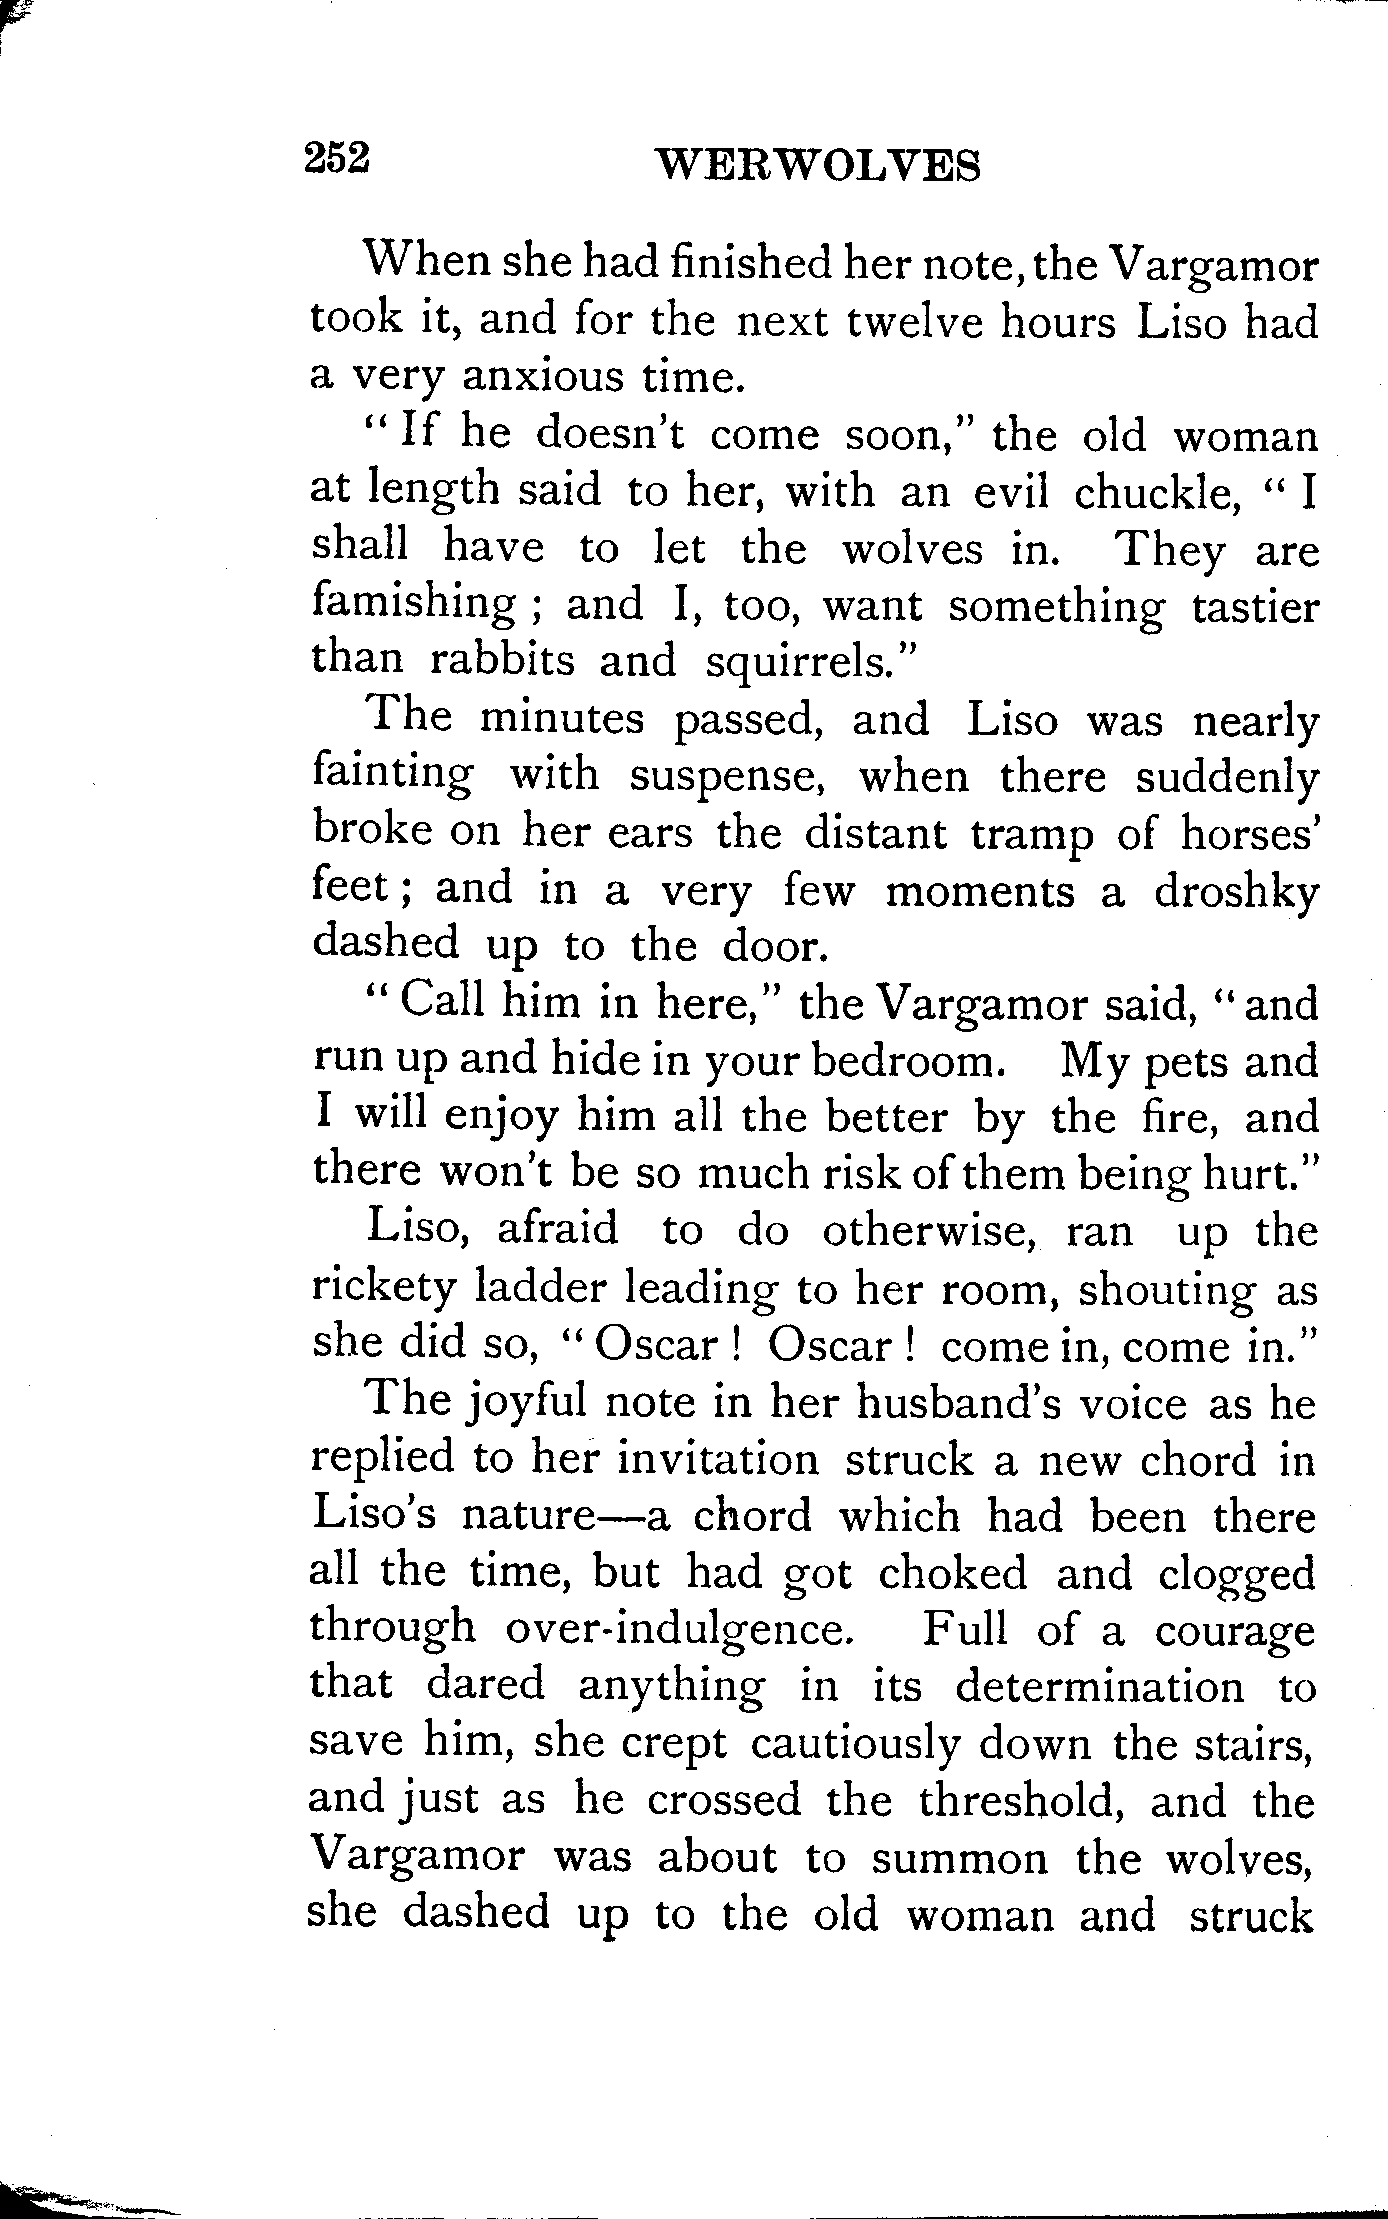 252 WERWOLVES
When she had finished her note, the Vargamor
took it, and for the next twelve hours Liso had
a very anxious time.
“ If he doesn't come soon,” the old woman
at length said to her, with an evil chuckle, “ I
shall have to let the wolves in. They are
famishing ; and I, too, want something tastier
than rabbits and squirrels.”
The minutes passed, and Liso was nearly
fainting with suspense, when there suddenly
broke on her ears the distant tramp of horses'
feet ; and in a very few moments a droshky
dashed up to the door.
“ Call him in here,” the Vargamor said, “ and
run up and hide in your bedroom. My pets and
I will enjoy him all the better by the fire, and
there won't be so much risk of them being hurt.”
Liso, afraid to do otherwise, ran up the
rickety ladder leading to her room, shouting as
she did so, “ Oscar ! Oscar ! come in, come in.”
The joyful note in her husband's voice as he
replied to her invitation struck a new chord in
Liso's nature—a chord which had been there
all the time, but had got choked and clogged
through over-indulgence. Full of a courage
that dared anything in its determination to
save him, she crept cautiously down the stairs,
and just as he crossed the threshold, and the
Vargamor was about to summon the wolves,
she dashed up to the old woman and struck